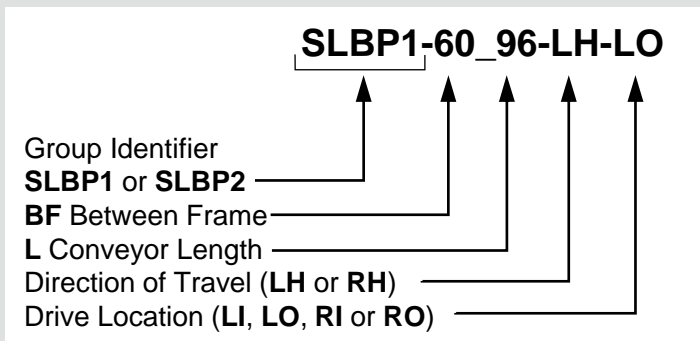 SLBP1-60_96-LH-LO
Group Identifier
SLBP1 or SLBP2
BF Between Frame
L Conveyor Length
Direction of Travel (LH or RH)
Drive Location (LI, LO, RI or RO)